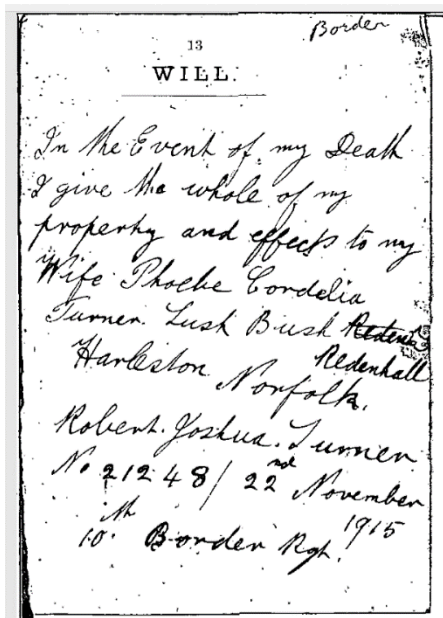 Border
13
WILL.
In the Event of my Death
I give the whole of my
property and effects to my
Wife Phoebe Cordelia
Turner. Lush Bush
Harleston Redenhall
Norfolk.
Robert. Joshua. Turner
No 21248/22nd November
1915
10th Border Rgt.